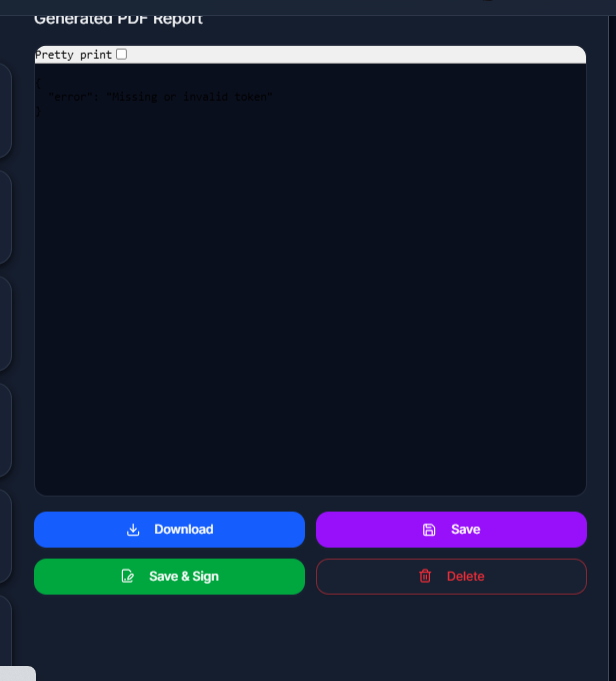 Generated PDF Report
Pretty print
{
"error": "Missing or invalid token"
}
Download
Save
Save & Sign
Delete